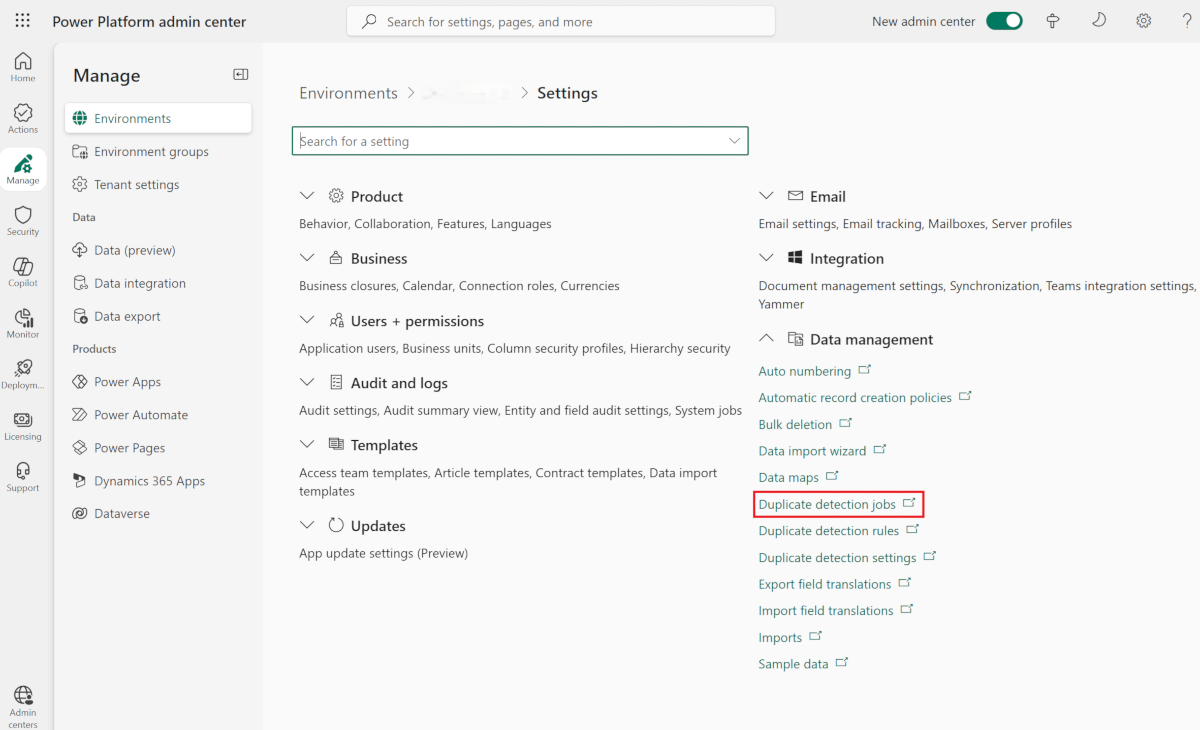 Power Platform admin center
Search for settings, pages, and more
New admin center
Home
Actions
Manage
Security
Copilot
Monitor
Deploym...
Licensing
Support
Admin
centers
Manage
Environments
Environment groups
Tenant settings
Data
Data (preview)
Data integration
Data export
Products
Power Apps
Power Automate
Power Pages
Dynamics 365 Apps
Dataverse
Environments > > Settings
Search for a setting
Product
Behavior, Collaboration, Features, Languages
Business
Business closures, Calendar, Connection roles, Currencies
Users + permissions
Application users, Business units, Column security profiles, Hierarchy security
Audit and logs
Audit settings, Audit summary view, Entity and field audit settings, System jobs
Templates
Access team templates, Article templates, Contract templates, Data import
templates
Updates
App update settings (Preview)
Email
Email settings, Email tracking, Mailboxes, Server profiles
Integration
Document management settings, Synchronization, Teams integration settings,
Yammer
Data management
Auto numbering
Automatic record creation policies
Bulk deletion
Data import wizard
Data maps
Duplicate detection jobs
Duplicate detection rules
Duplicate detection settings
Export field translations
Import field translations
Imports
Sample data